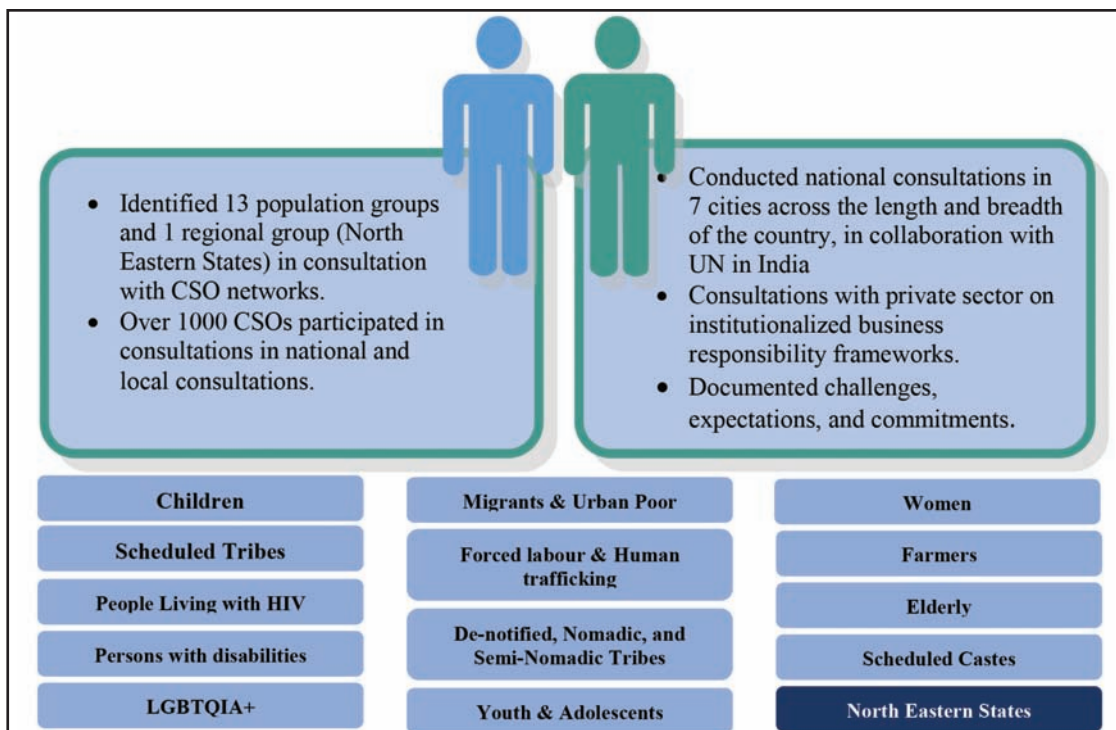 • Identified 13 population groups
and 1 regional group (North
Eastern States) in consultation
with CSO networks.
• Over 1000 CSOs participated in
consultations in national and
local consultations.
• Conducted national consultations in
7 cities across the length and breadth
of the country, in collaboration with
UN in India
• Consultations with private sector on
institutionalized business
responsibility frameworks.
• Documented challenges,
expectations, and commitments.
Children
Scheduled Tribes
People Living with HIV
Persons with disabilities
LGBTQIA+
Migrants & Urban Poor
Forced labour & Human
trafficking
De-notified, Nomadic, and
Semi-Nomadic Tribes
Youth & Adolescents
Women
Farmers
Elderly
Scheduled Castes
North Eastern States